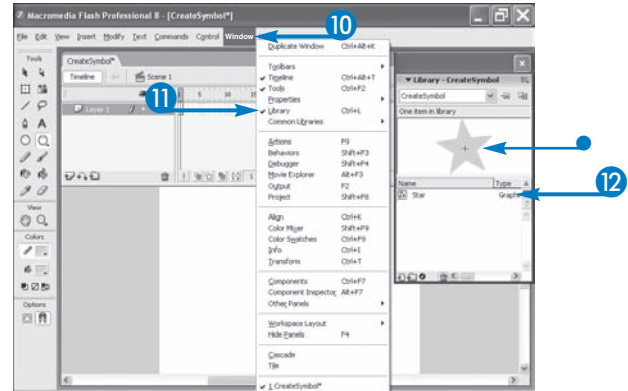 Macromedia Flash Professional 8 - [CreateSymbol*]
File Edit View Insert Modify Text Commands Control Window
10
Tools
View
Colors
Options
CreateSymbol*
Timeline
Scene 1
5 10
Layer 1
1
11
Duplicate Window Ctrl+Alt+K
Toolbars
Timeline Ctrl+Alt+T
Tools Ctrl+F2
Properties
Library Ctrl+L
Common Libraries
Actions F9
Behaviors Shift+F3
Debugger Shift+F4
Movie Explorer Alt+F3
Output F2
Project Shift+F8
Align Ctrl+K
Color Mixer Shift+F9
Color Swatches Ctrl+F9
Info Ctrl+I
Transform Ctrl+T
Components Ctrl+F7
Component Inspector Alt+F7
Other Panels
Workspace Layout
Hide Panels F4
Cascade
Tile
1 CreateSymbol*
Library - CreateSymbol
CreateSymbol
One item in library
Name Type
Star Graphi
12